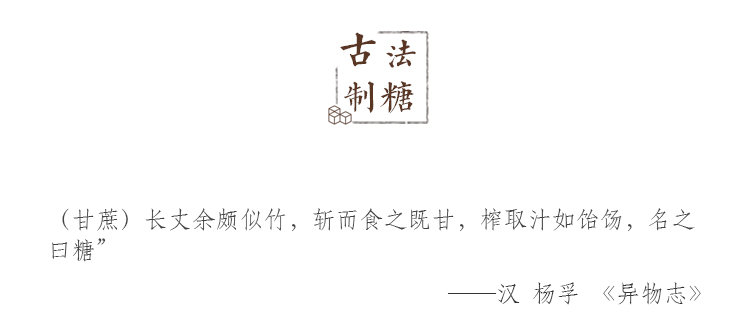 古法
制糖
（甘蔗）长丈余颇似竹，斩而食之既甘，榨取汁如饴饧，名之
曰糖”
——汉 杨孚 《异物志》